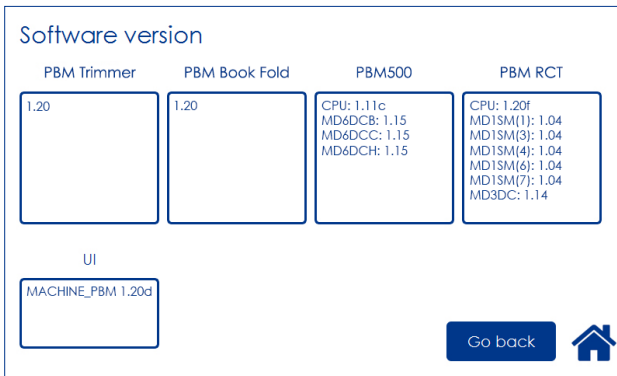 Software version
PBM Trimmer
1.20
PBM Book Fold
1.20
PBM500
CPU: 1.11c
MD6DCB: 1.15
MD6DCC: 1.15
MD6DCH: 1.15
PBM RCT
CPU: 1.20f
MD1SM(1): 1.04
MD1SM(3): 1.04
MD1SM(4): 1.04
MD1SM(6): 1.04
MD1SM(7): 1.04
MD3DC: 1.14
UI
MACHINE_PBM 1.20d
Go back